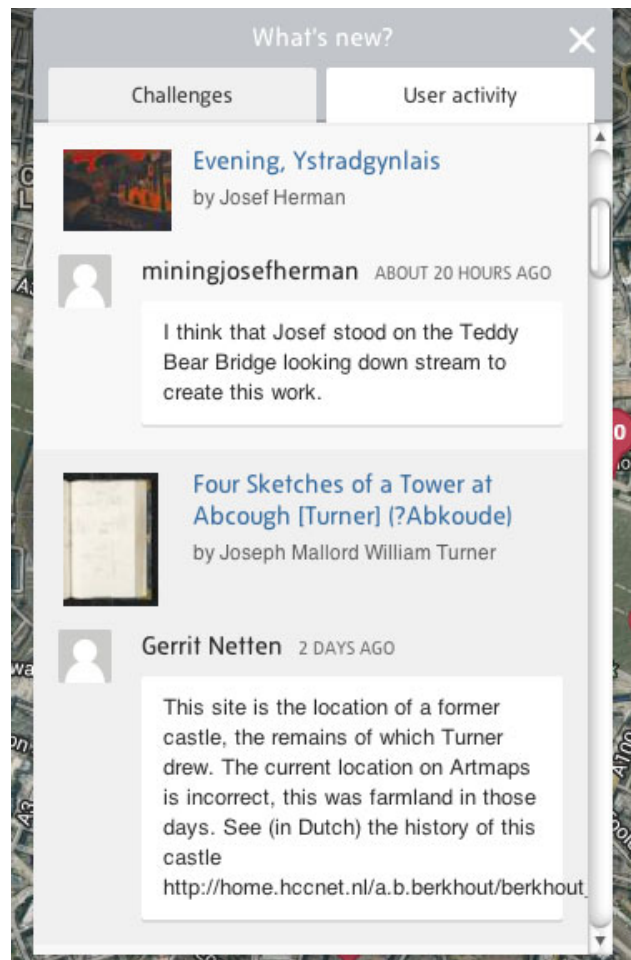 What's new?
Challenges
User activity
Evening, Ystradgynlais
by Josef Herman
miningjosefherman ABOUT 20 HOURS AGO
I think that Josef stood on the Teddy
Bear Bridge looking down stream to
create this work.
Four Sketches of a Tower at
Abcough [Turner] (?Abkoude)
by Joseph Mallord William Turner
Gerrit Netten 2 DAYS AGO
This site is the location of a former
castle, the remains of which Turner
drew. The current location on Artmaps
is incorrect, this was farmland in those
days. See (in Dutch) the history of this
castle
http://home.hccnet.nl/a.b.berkhout/berkhout_
A3
A100